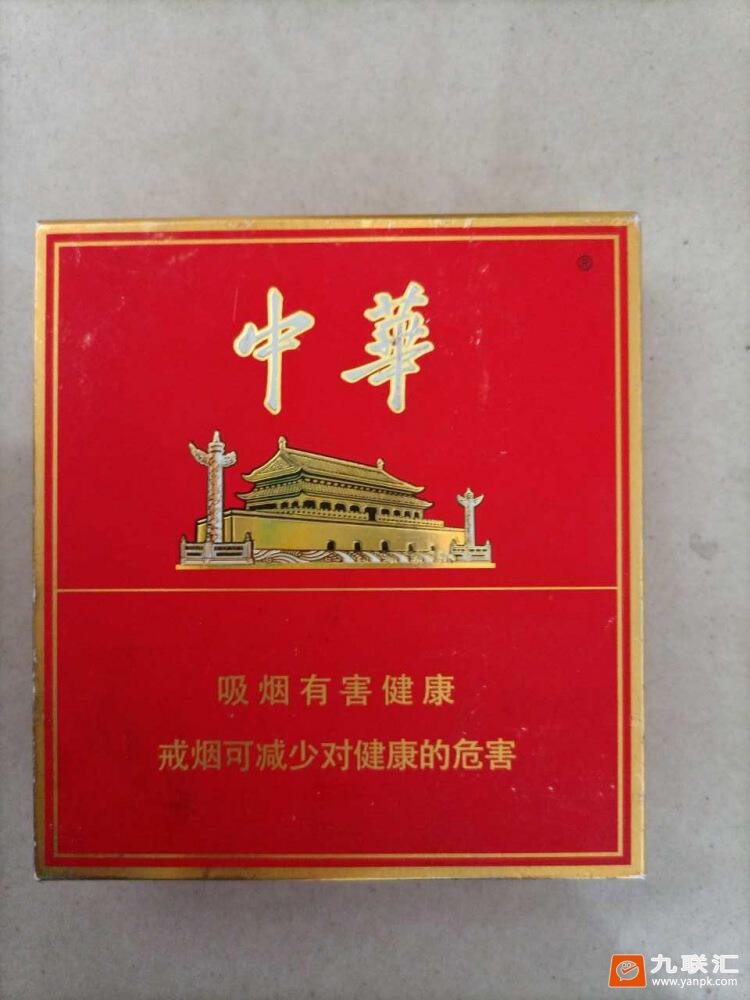 ®
中華
吸烟有害健康
戒烟可减少对健康的危害
九联汇
www.yanpk.com